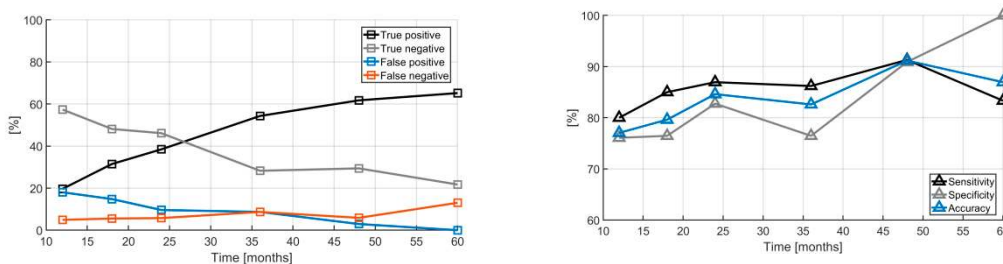 100
80
60
40
20
0
[%]
True positive
True negative
False positive
False negative
10 15 20 25 30 35 40 45 50 55 60
Time [months]
100
90
80
70
60
[%]
Sensitivity
Specificity
Accuracy
10 15 20 25 30 35 40 45 50 55
Time [months]